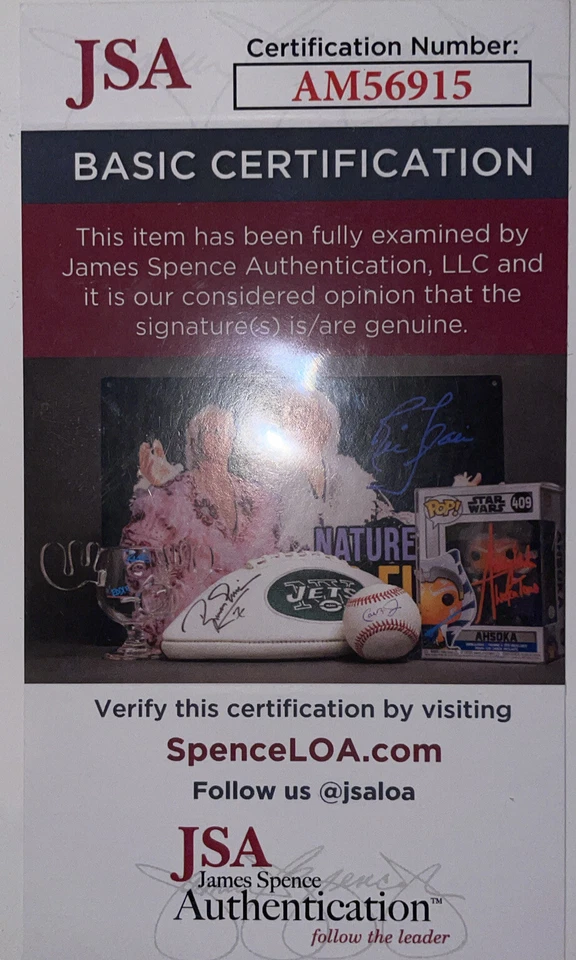 JSA
Certification Number:
AM56915
BASIC CERTIFICATION
This item has been fully examined by
James Spence Authentication, LLC and
it is our considered opinion that the
signature(s) is/are genuine.
NATURE
JETS
POP!
STAR
WARS
409
AHSOKA
Verify this certification by visiting
SpenceLOA.com
Follow us @jsaloa
JSA
James Spence
Authentication™
follow the leader